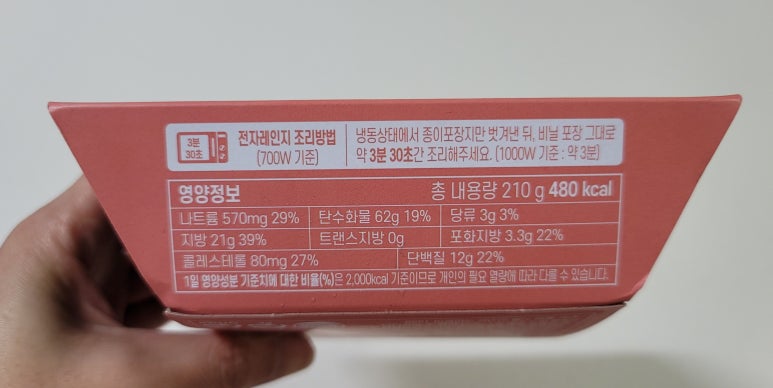 3분
30초
전자레인지 조리방법
(700W 기준)
냉동상태에서 종이포장지만 벗겨낸 뒤, 비닐 포장 그대로
약 3분 30초간 조리해주세요. (1000W 기준 : 약 3분)
영양정보 총 내용량 210 g 480 kcal
나트륨 570mg 29% 탄수화물 62g 19% 당류 3g 3%
지방 21g 39% 트랜스지방 0g 포화지방 3.3g 22%
콜레스테롤 80mg 27% 단백질 12g 22%
1일 영양성분 기준치에 대한 비율(%)은 2,000kcal 기준이므로 개인의 필요 열량에 따라 다를 수 있습니다.